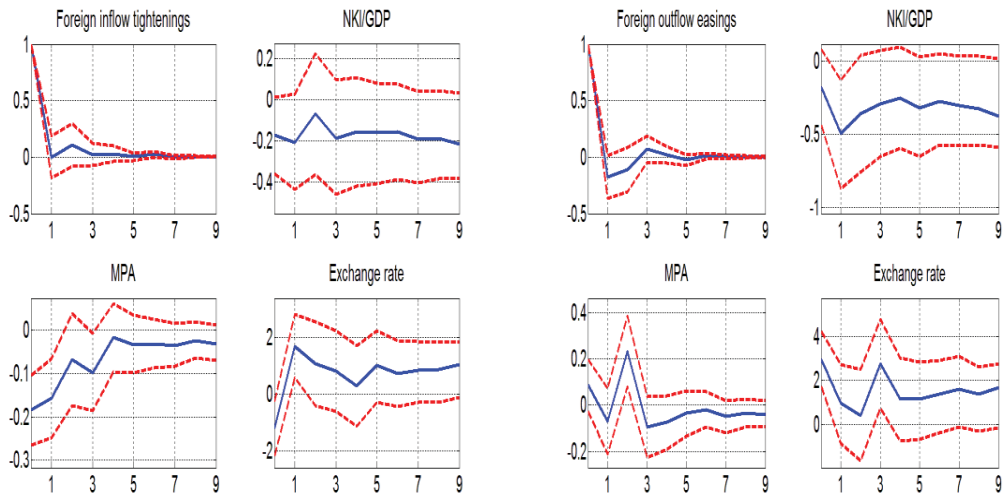 Foreign inflow tightenings
NKI/GDP
Foreign outflow easings
NKI/GDP
1
0.5
0
-0.5
0.2
0
-0.2
-0.4
1
0.5
0
-0.5
0
-0.5
-1
1 3 5 7 9
1 3 5 7 9
1 3 5 7 9
1 3 5 7 9
MPA
Exchange rate
MPA
Exchange rate
0
-0.1
-0.2
-0.3
2
0
-2
0.4
0.2
0
-0.2
4
2
0
1 3 5 7 9
1 3 5 7 9
1 3 5 7 9
1 3 5 7 9